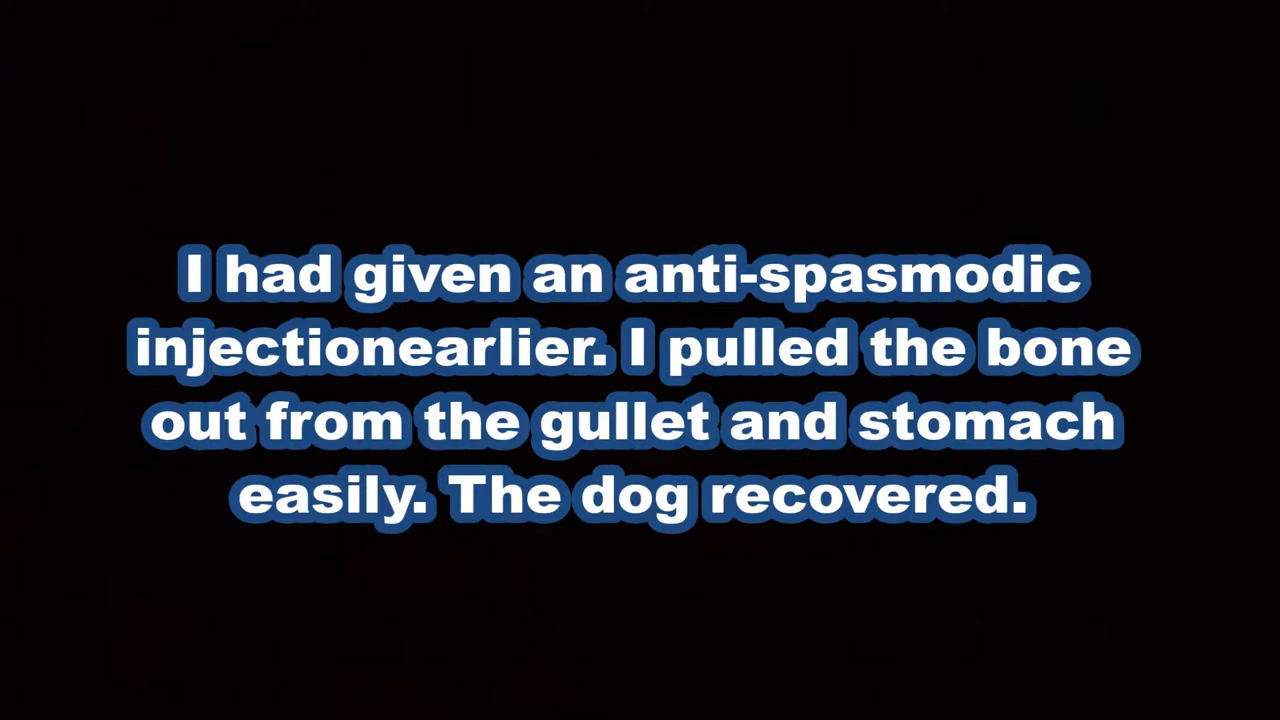 I had given an anti-spasmodic
injectionearlier. I pulled the bone
out from the gullet and stomach
easily. The dog recovered.